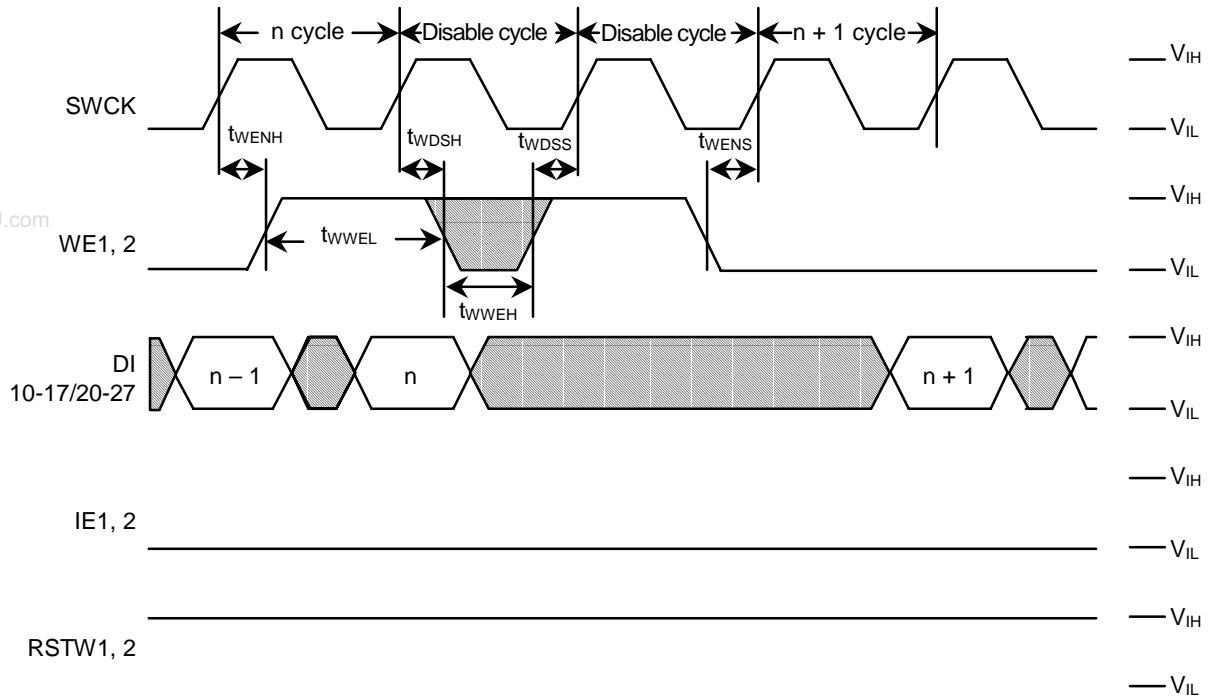 n cycle Disable cycle Disable cycle n + 1 cycle
VIH
SWCK
VIL
tWENH tWDSH tWDSS tWENS
VIH
.com
WE1, 2
tWWEL
VIL
tWWEH
VIH
DI
10-17/20-27
n – 1 n n + 1
VIL
VIH
IE1, 2
VIL
VIH
RSTW1, 2
VIL